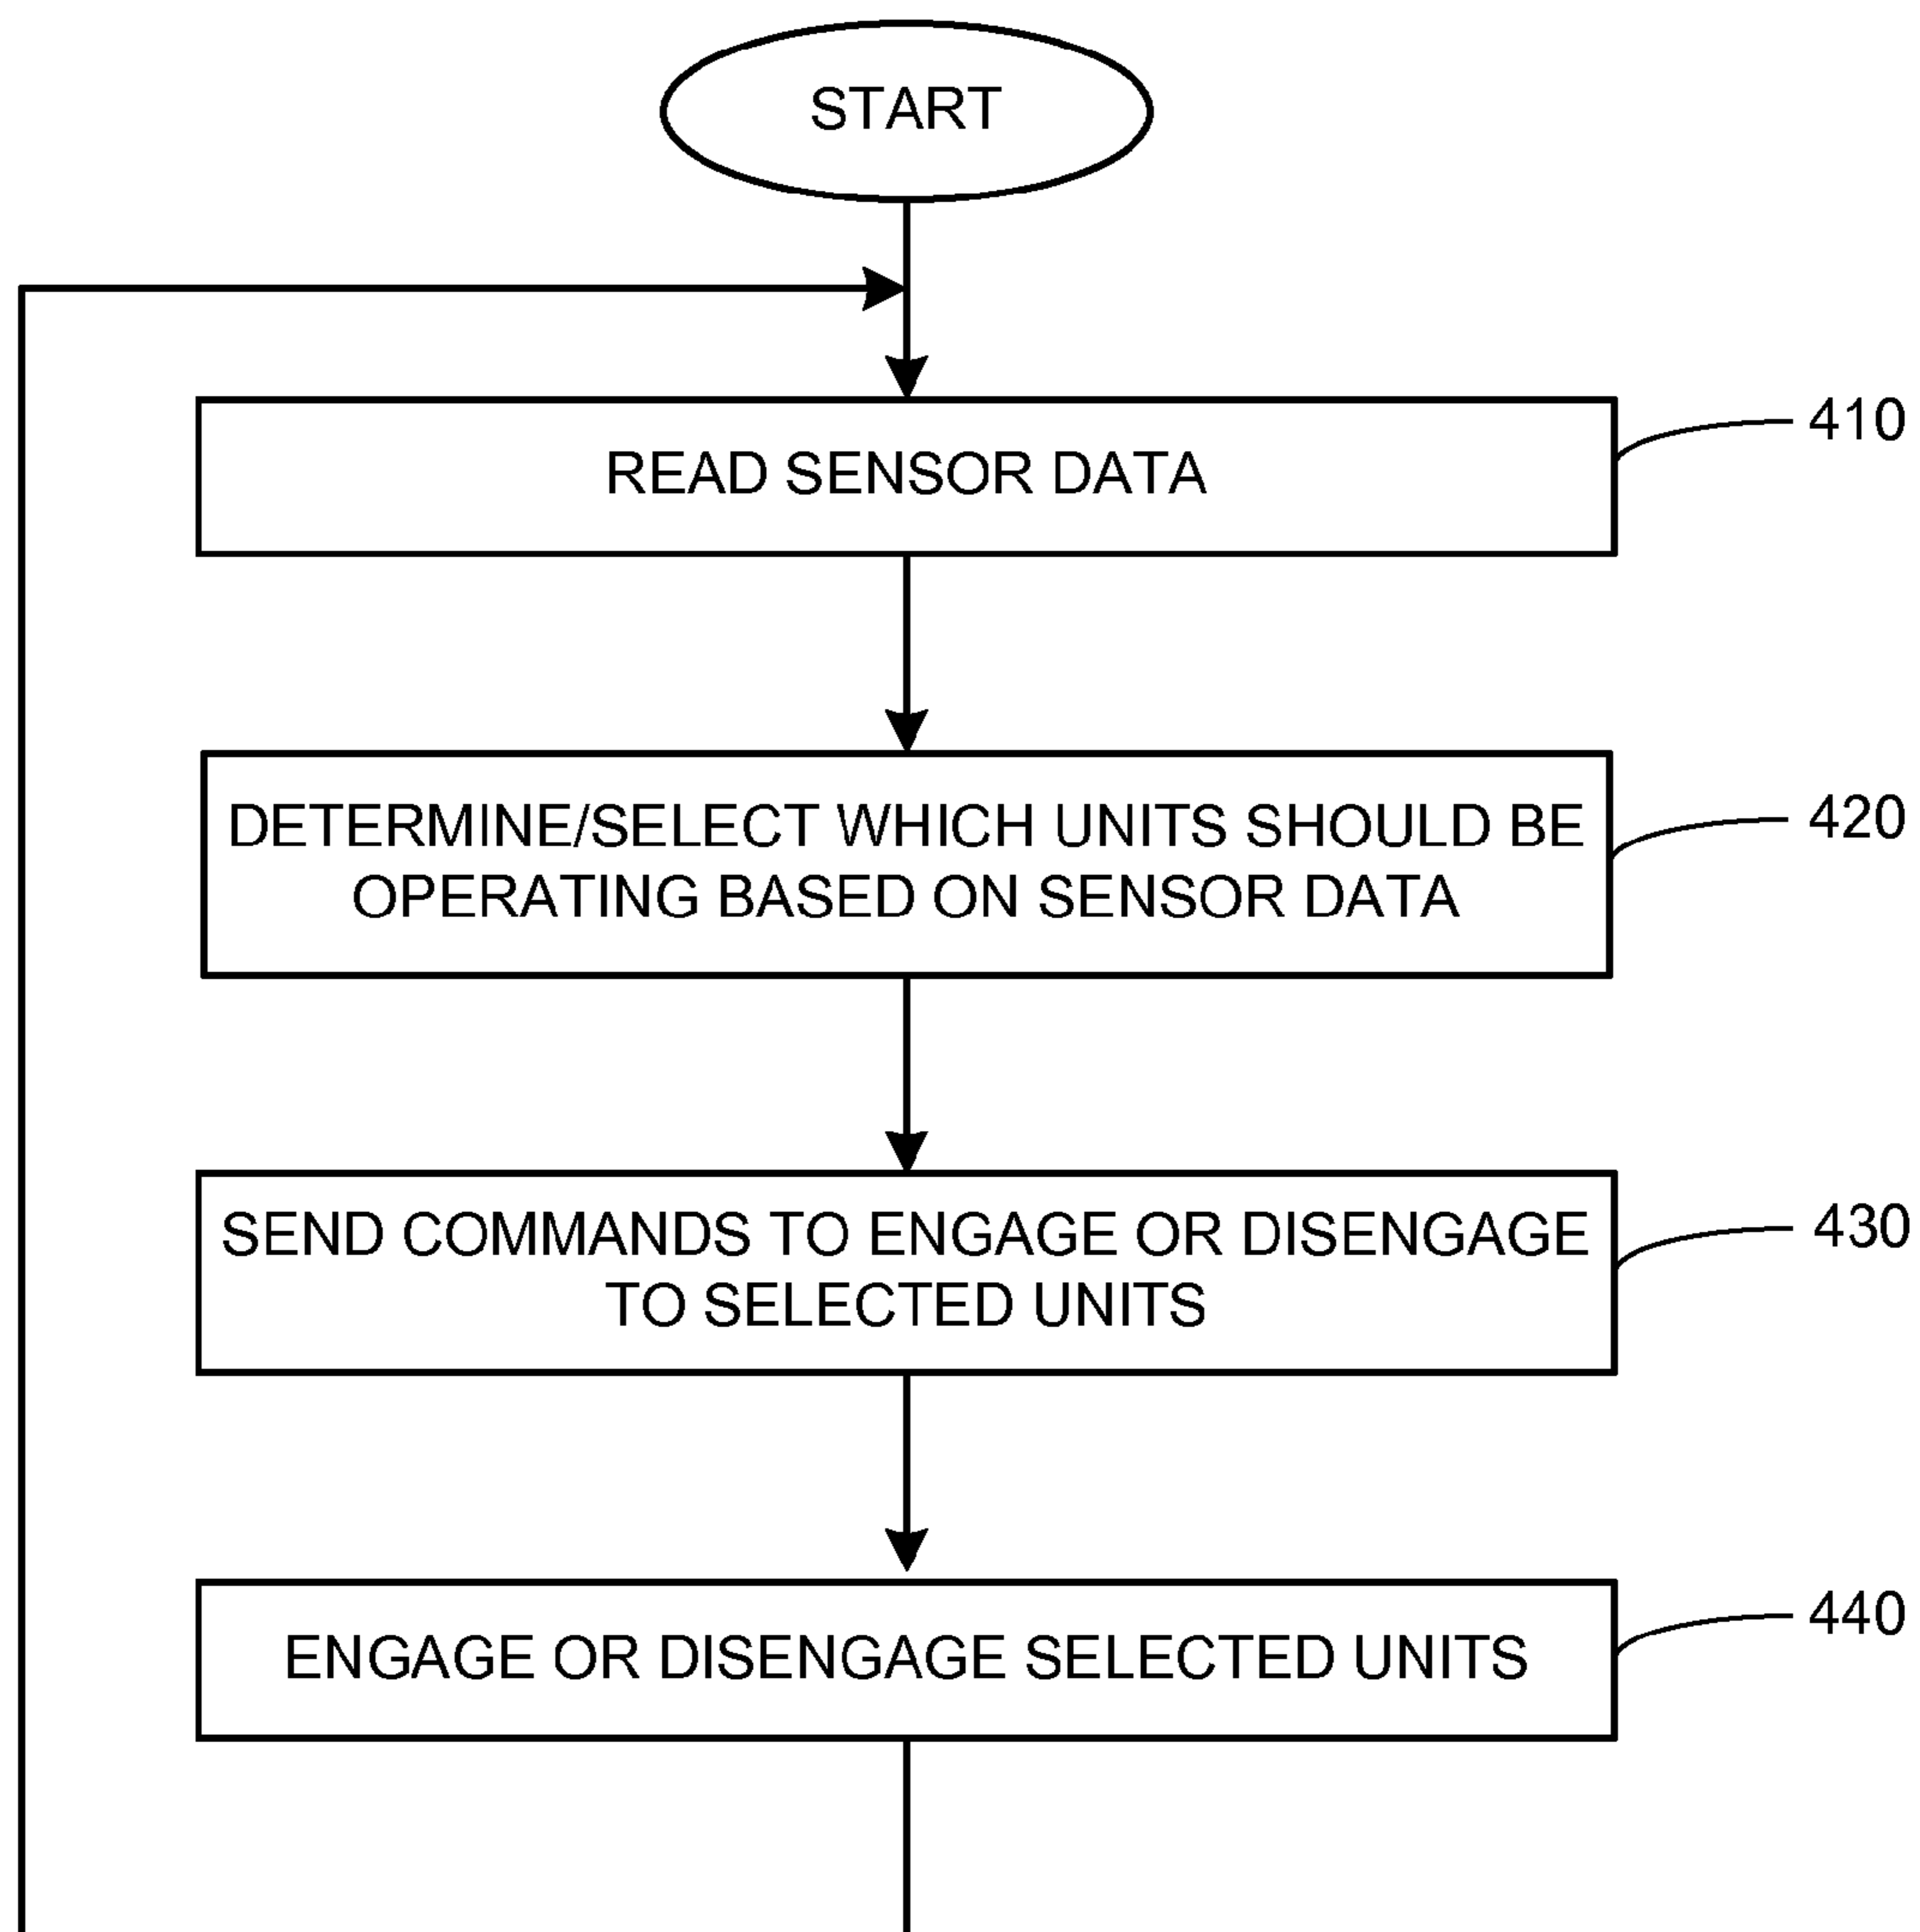 START
READ SENSOR DATA
410
DETERMINE/SELECT WHICH UNITS SHOULD BE
OPERATING BASED ON SENSOR DATA
420
SEND COMMANDS TO ENGAGE OR DISENGAGE
TO SELECTED UNITS
430
ENGAGE OR DISENGAGE SELECTED UNITS
440